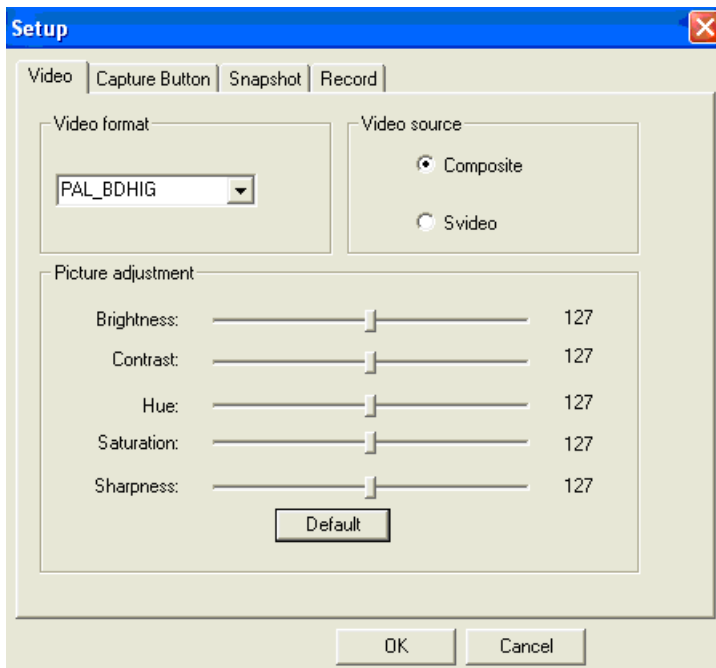 Setup
Video Capture Button Snapshot Record
Video format
PAL_BDHIG
Video source
Composite
Svideo
Picture adjustment
Brightness: 127
Contrast: 127
Hue: 127
Saturation: 127
Sharpness: 127
Default
OK Cancel